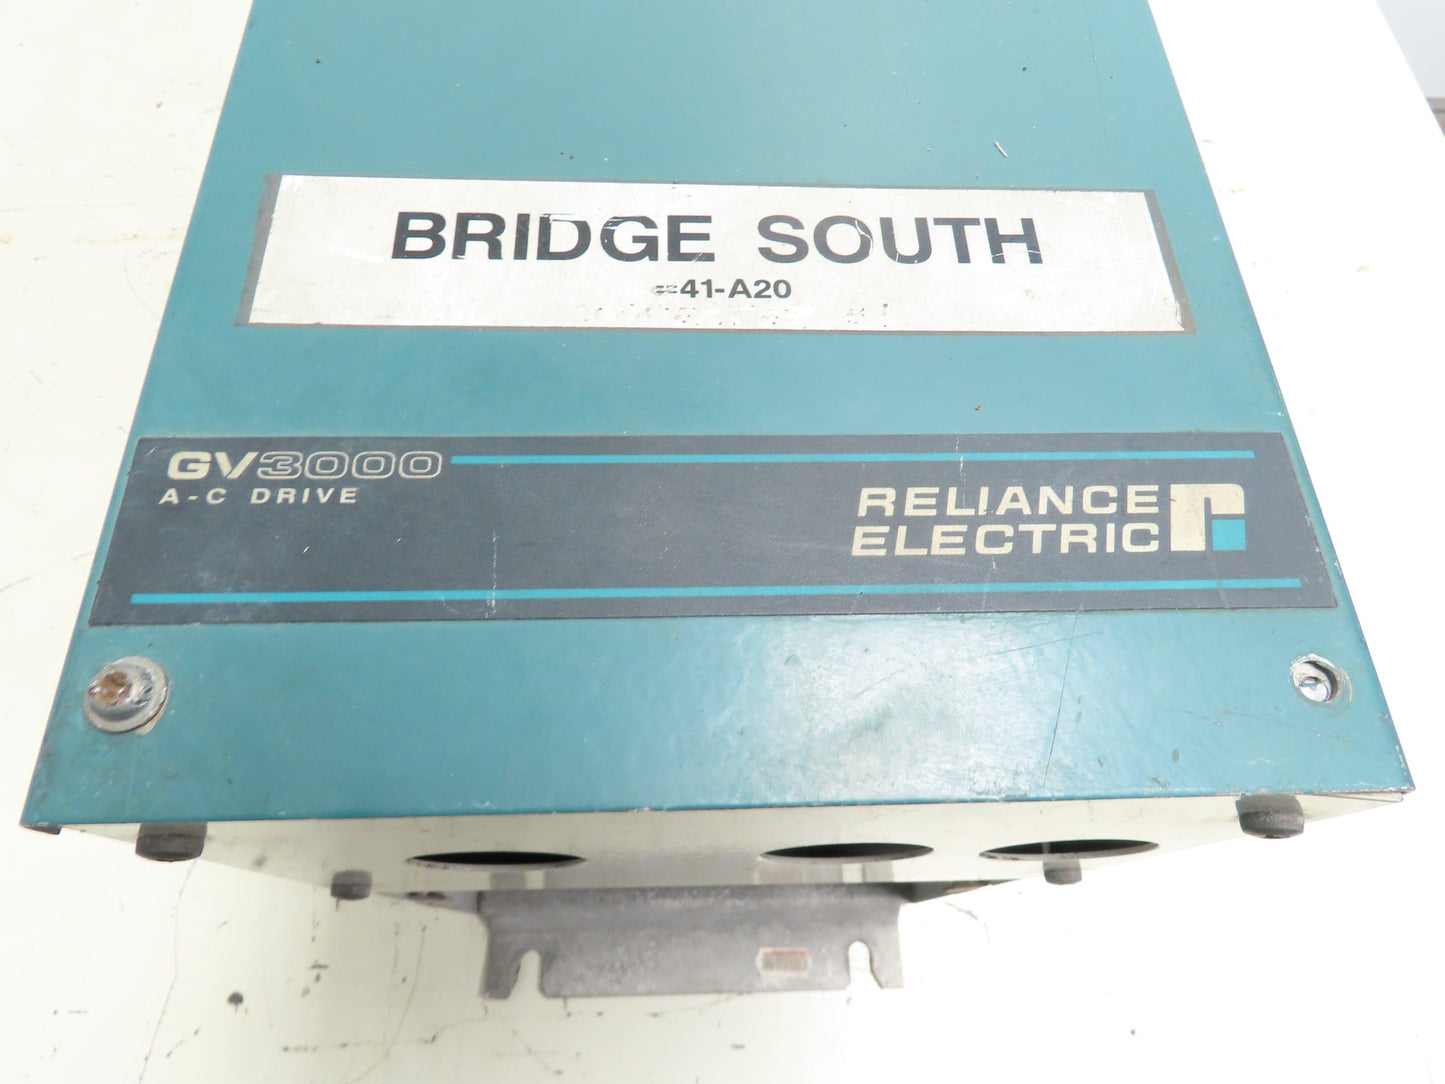 BRIDGE SOUTH
=41-A20
GV3000
A-C DRIVE
RELIANCE
ELECTRIC